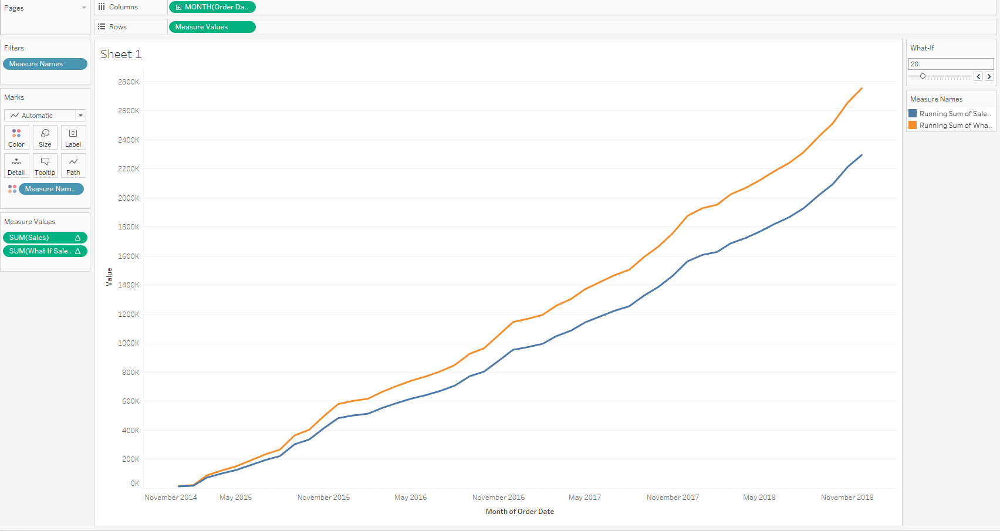 Pages
Columns
MONTH(Order Da..
Rows
Measure Values
Filters
Measure Names
Marks
Automatic
Color
Size
Label
Detail
Tooltip
Path
Measure Nam..
Measure Values
SUM(Sales)
SUM(What If Sale..
Sheet 1
2800K
2600K
2400K
2200K
2000K
1800K
1600K
1400K
1200K
1000K
800K
600K
400K
200K
0K
Value
November 2014
May 2015
November 2015
May 2016
November 2016
May 2017
November 2017
May 2018
November 2018
Month of Order Date
What-If
20
Measure Names
Running Sum of Sale..
Running Sum of Wha..